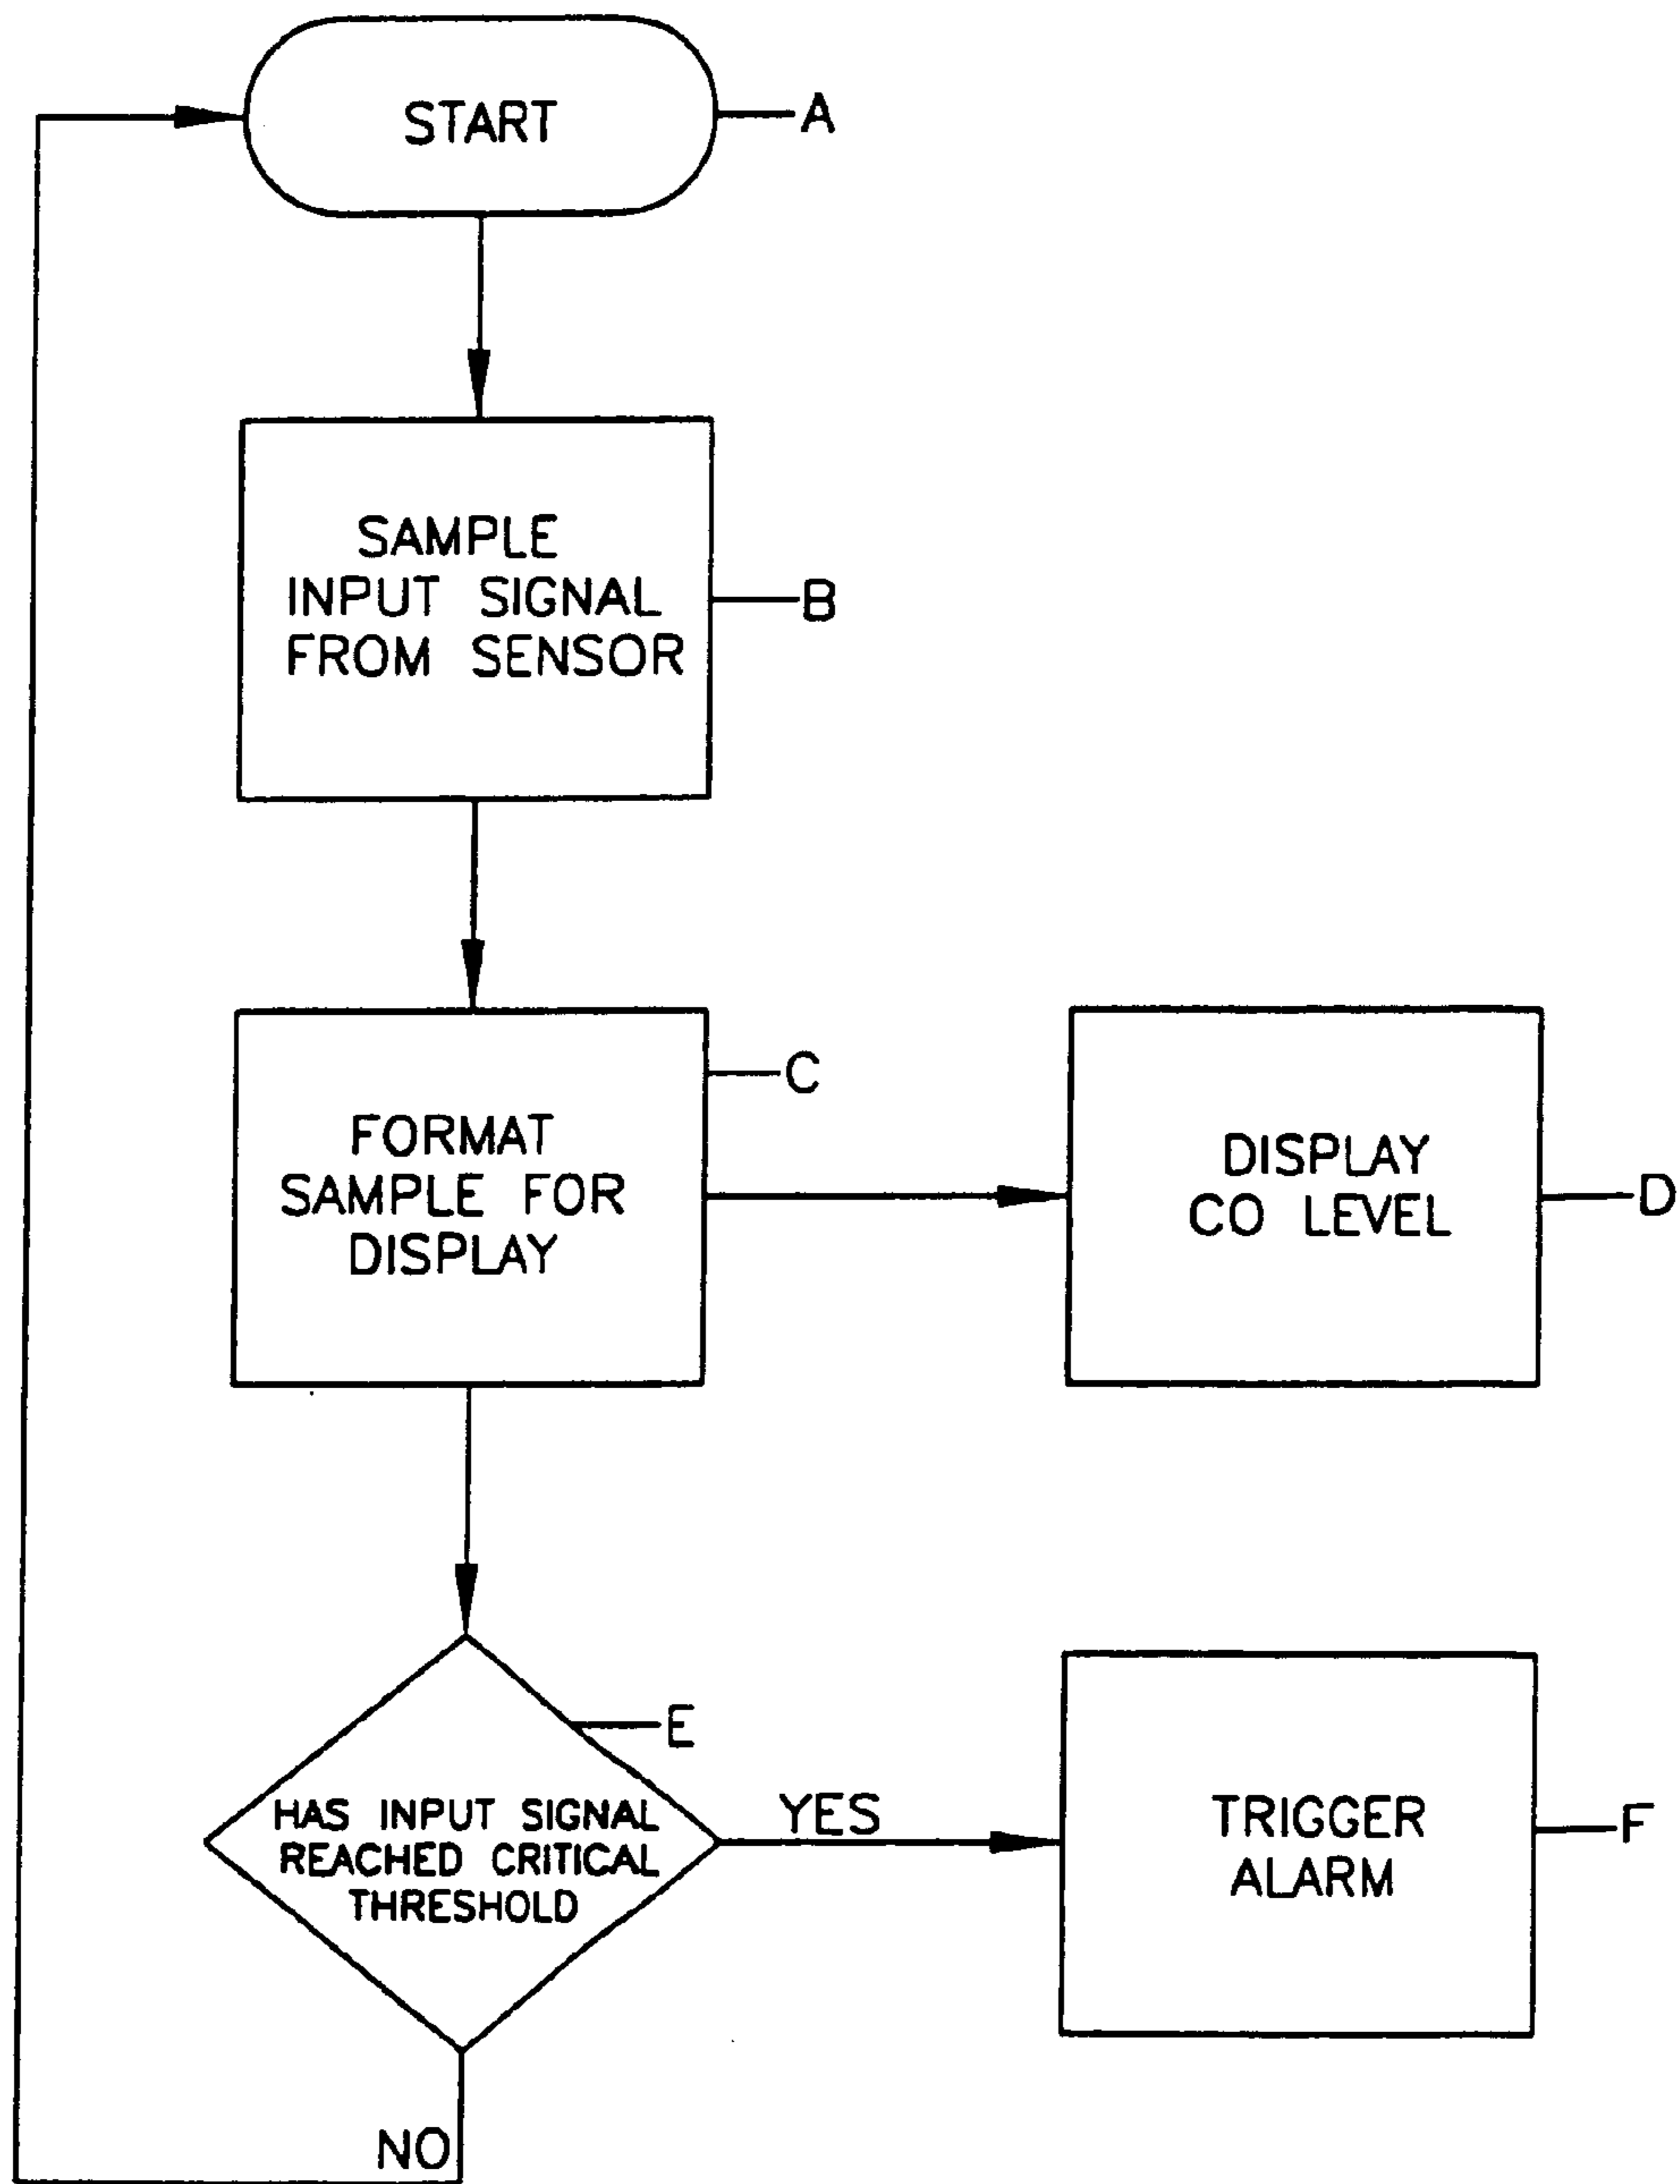 START
A
SAMPLE
INPUT SIGNAL
FROM SENSOR
B
C
FORMAT
SAMPLE FOR
DISPLAY
DISPLAY
CO LEVEL
D
E
HAS INPUT SIGNAL
REACHED CRITICAL
THRESHOLD
YES
TRIGGER
ALARM
F
NO